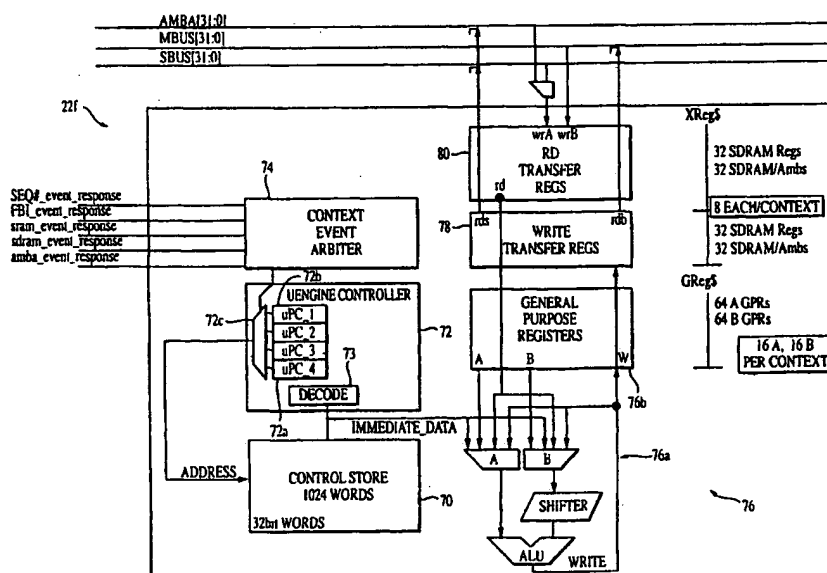 AMBA[31:0]
MBUS[31:0]
SBUS[31:0]
22f
wrA wrB
80
RD
TRANSFER
REGS
rd
XReg$
32 SDRAM Regs
32 SDRAM/Ambs
8 EACH/CONTEXT
32 SDRAM Regs
32 SDRAM/Ambs
SEQ#_event_response
FBI_event_response
sram_event_response
sdram_event_response
amba_event_response
74
CONTEXT
EVENT
ARBITER
78
rds
rdb
WRITE
TRANSFER REGS
72b
UENGINE CONTROLLER
72c
uPC_1
uPC_2
uPC_3
uPC_4
72
73
DECODE
72a
GENERAL
PURPOSE
REGISTERS
A
B
W
76b
GReg$
64 A GPRs
64 B GPRs
16 A, 16 B
PER CONTEXT
IMMEDIATE_DATA
ADDRESS
CONTROL STORE
1024 WORDS
32bit WORDS
70
A
B
76a
SHIFTER
76
ALU
WRITE